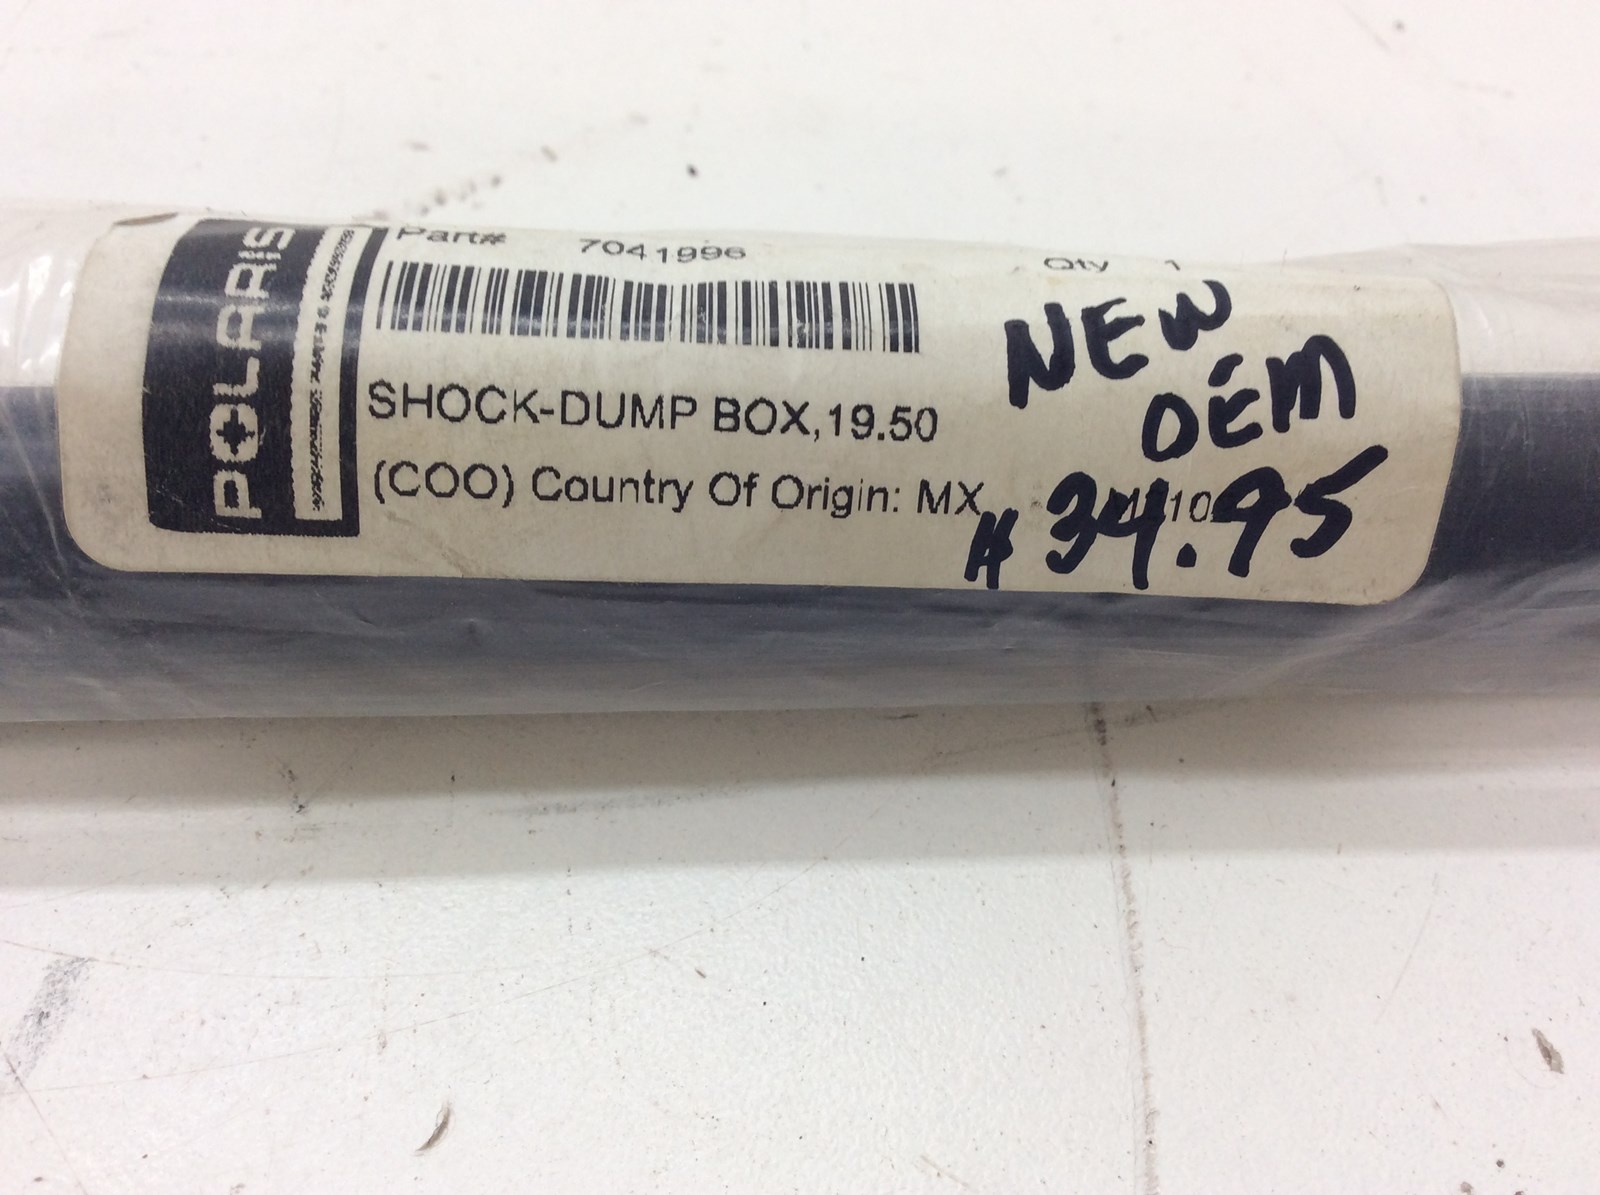 POLARIS
Part# 7041996 Qty 1
SHOCK-DUMP BOX,19.50
(COO) Country Of Origin: MX
NEW
OEM
$34.95